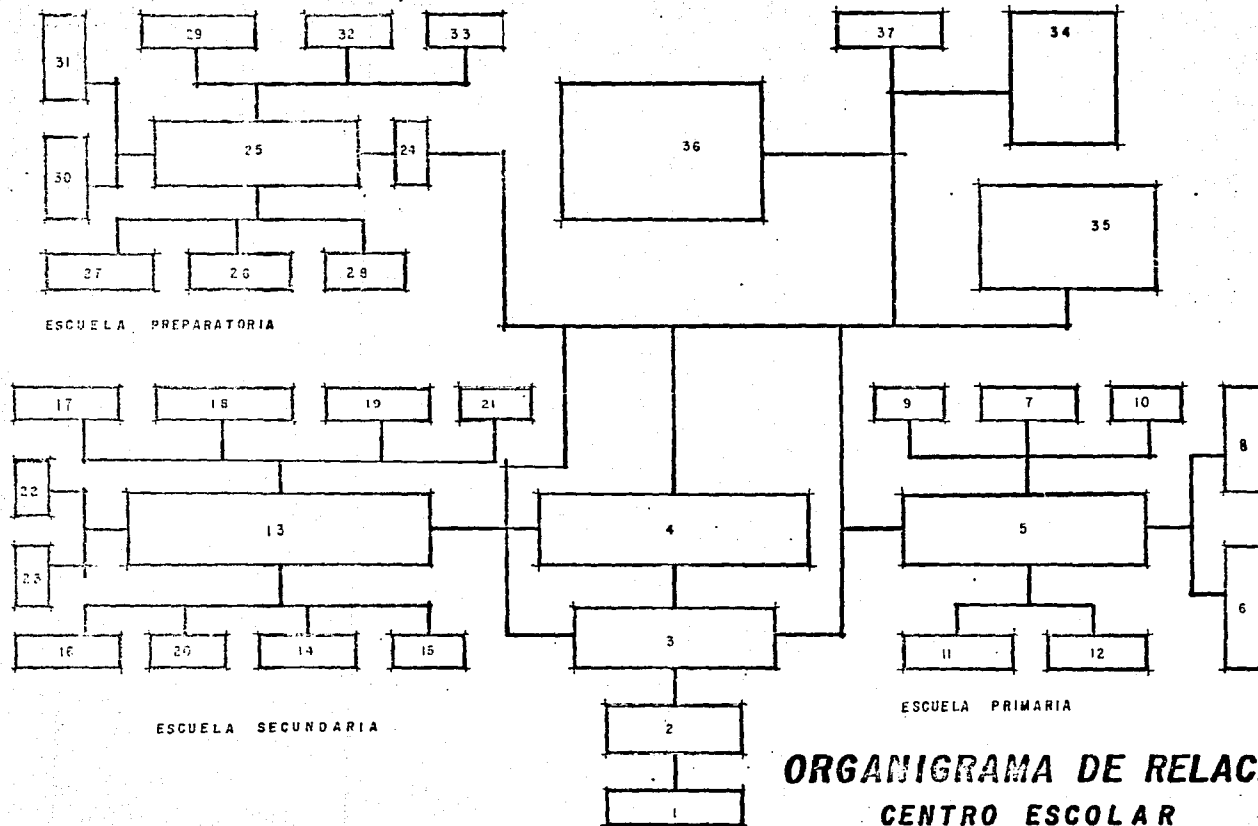 29 32 33 37 34
31
36
25 24
30
35
27 26 28
ESCUELA PREPARATORIA
17 18 19 21 9 7 10
8
22
13 4 5
23
6
16 20 14 15 3 11 12
ESCUELA SECUNDARIA
ESCUELA PRIMARIA
2
ORGANIGRAMA DE RELAC
1
CENTRO ESCOLAR